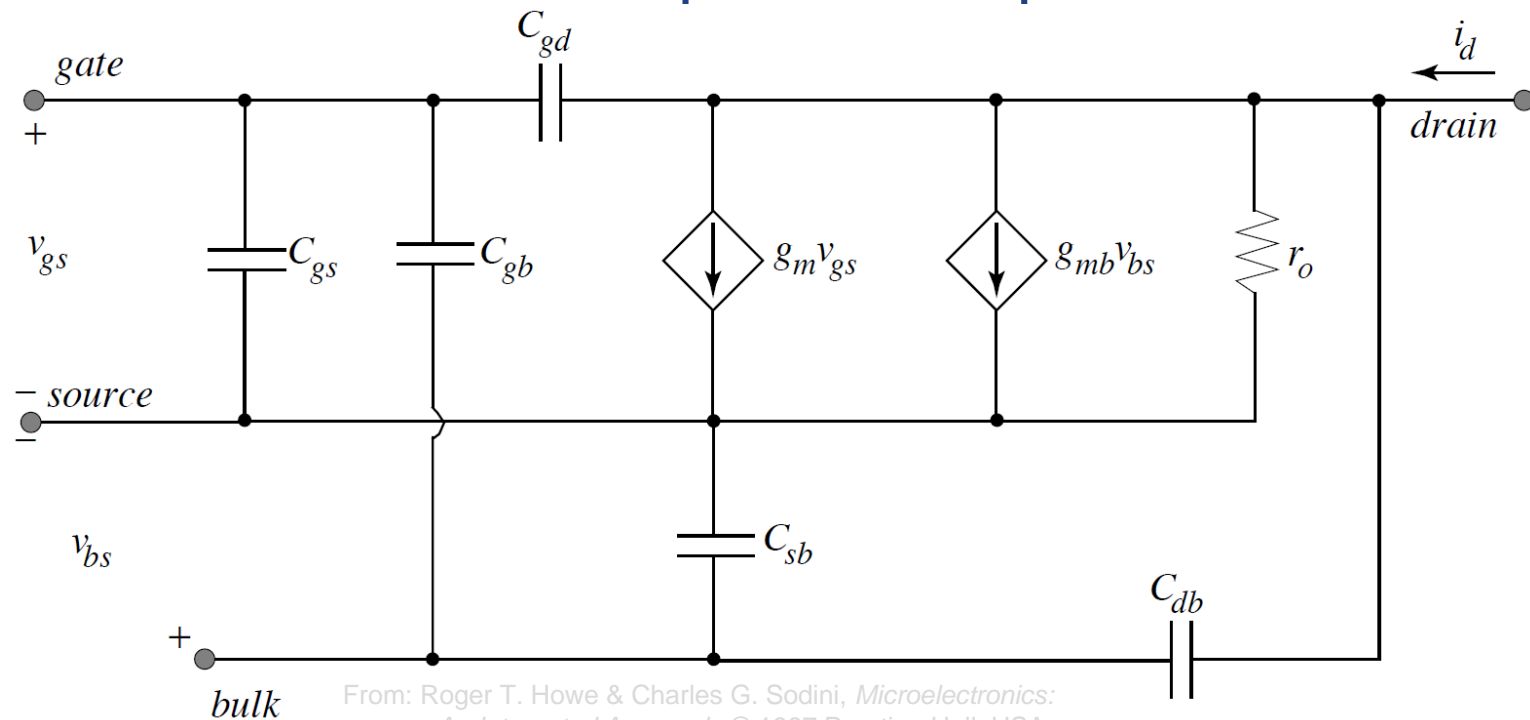 C_gd
i_d
gate
+
drain
v_gs
C_gs
C_gb
g_m v_gs
g_mb v_bs
r_o
− source
−
v_bs
C_sb
C_db
+
bulk
From: Roger T. Howe & Charles G. Sodini, Microelectronics: